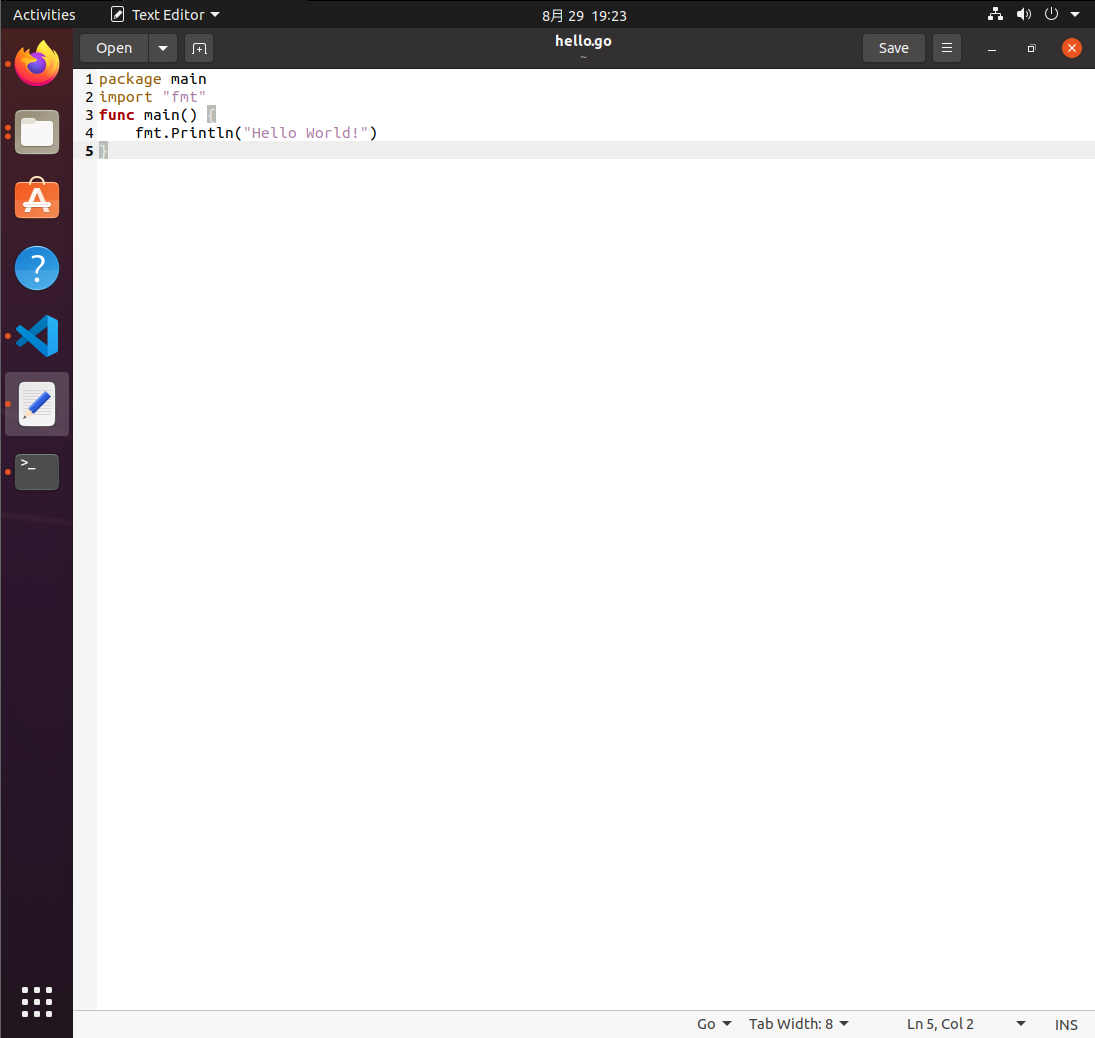 Activities
Text Editor
8月 29 19:23
Open
hello.go
~
Save
1 package main
2 import "fmt"
3 func main() {
4     fmt.Println("Hello World!")
5 }
>_
Go
Tab Width: 8
Ln 5, Col 2
INS